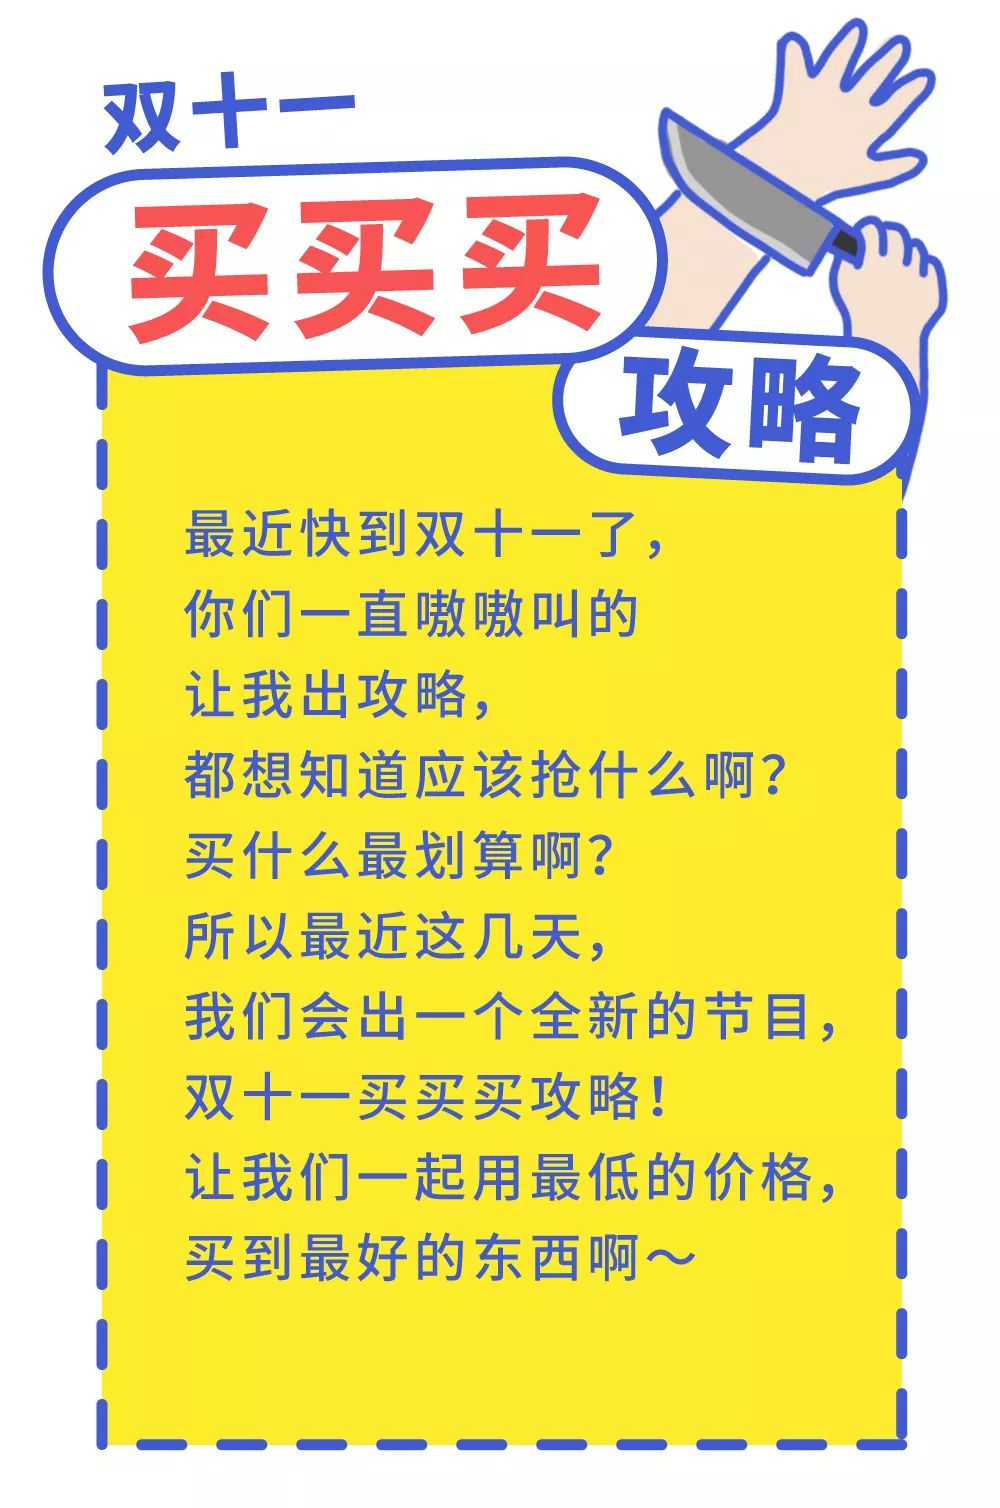 双十一
买买买
攻略
最近快到双十一了，
你们一直嗷嗷叫的
让我出攻略，
都想知道应该抢什么啊？
买什么最划算啊？
所以最近这几天，
我们会出一个全新的节目，
双十一买买买攻略！
让我们一起用最低的价格，
买到最好的东西啊～